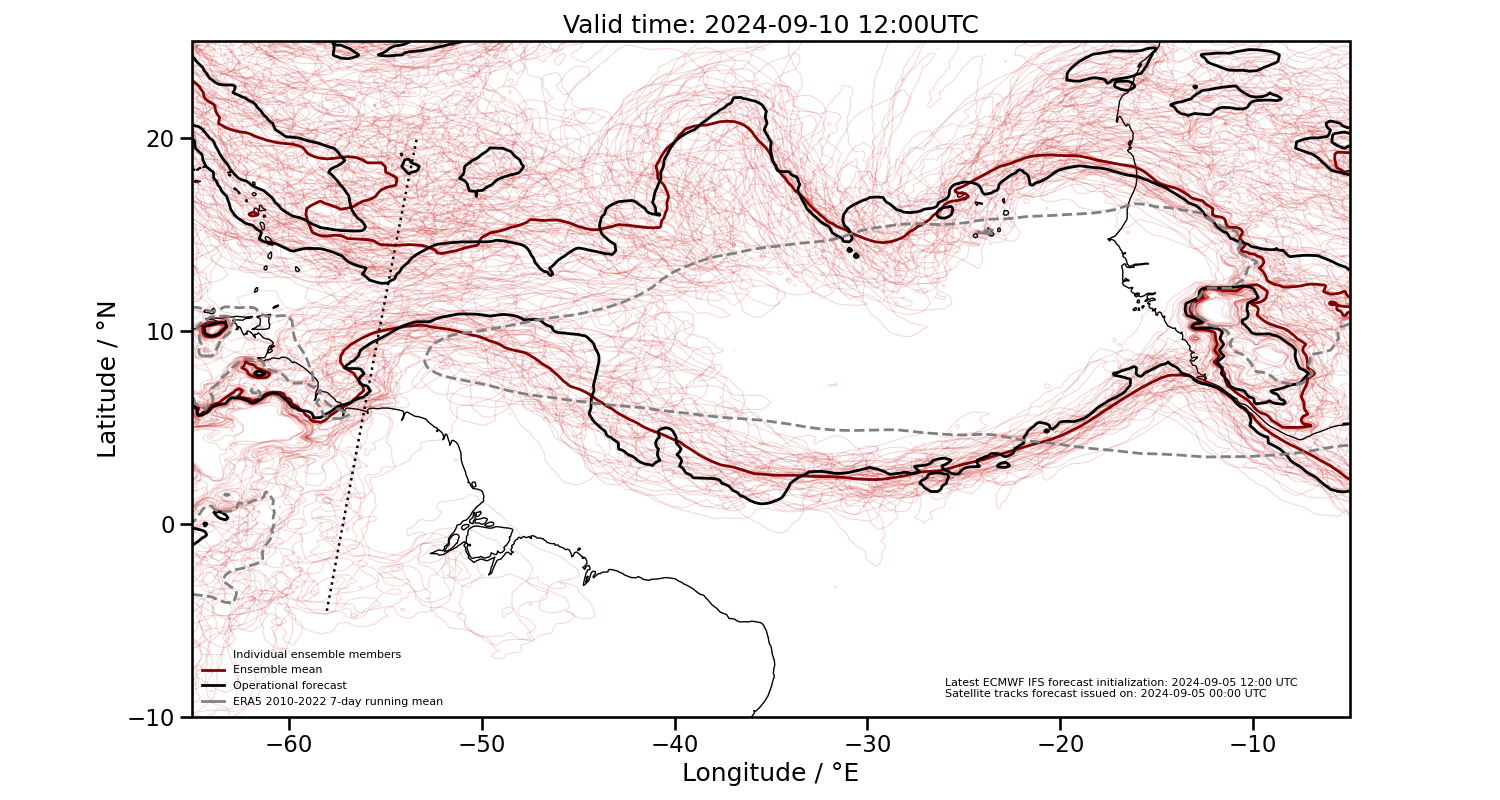 Valid time: 2024-09-10 12:00UTC
20
10
0
−10
Latitude / °N
Individual ensemble members
Ensemble mean
Operational forecast
ERA5 2010-2022 7-day running mean
Latest ECMWF IFS forecast initialization: 2024-09-05 12:00 UTC
Satellite tracks forecast issued on: 2024-09-05 00:00 UTC
−60
−50
−40
−30
−20
−10
Longitude / °E